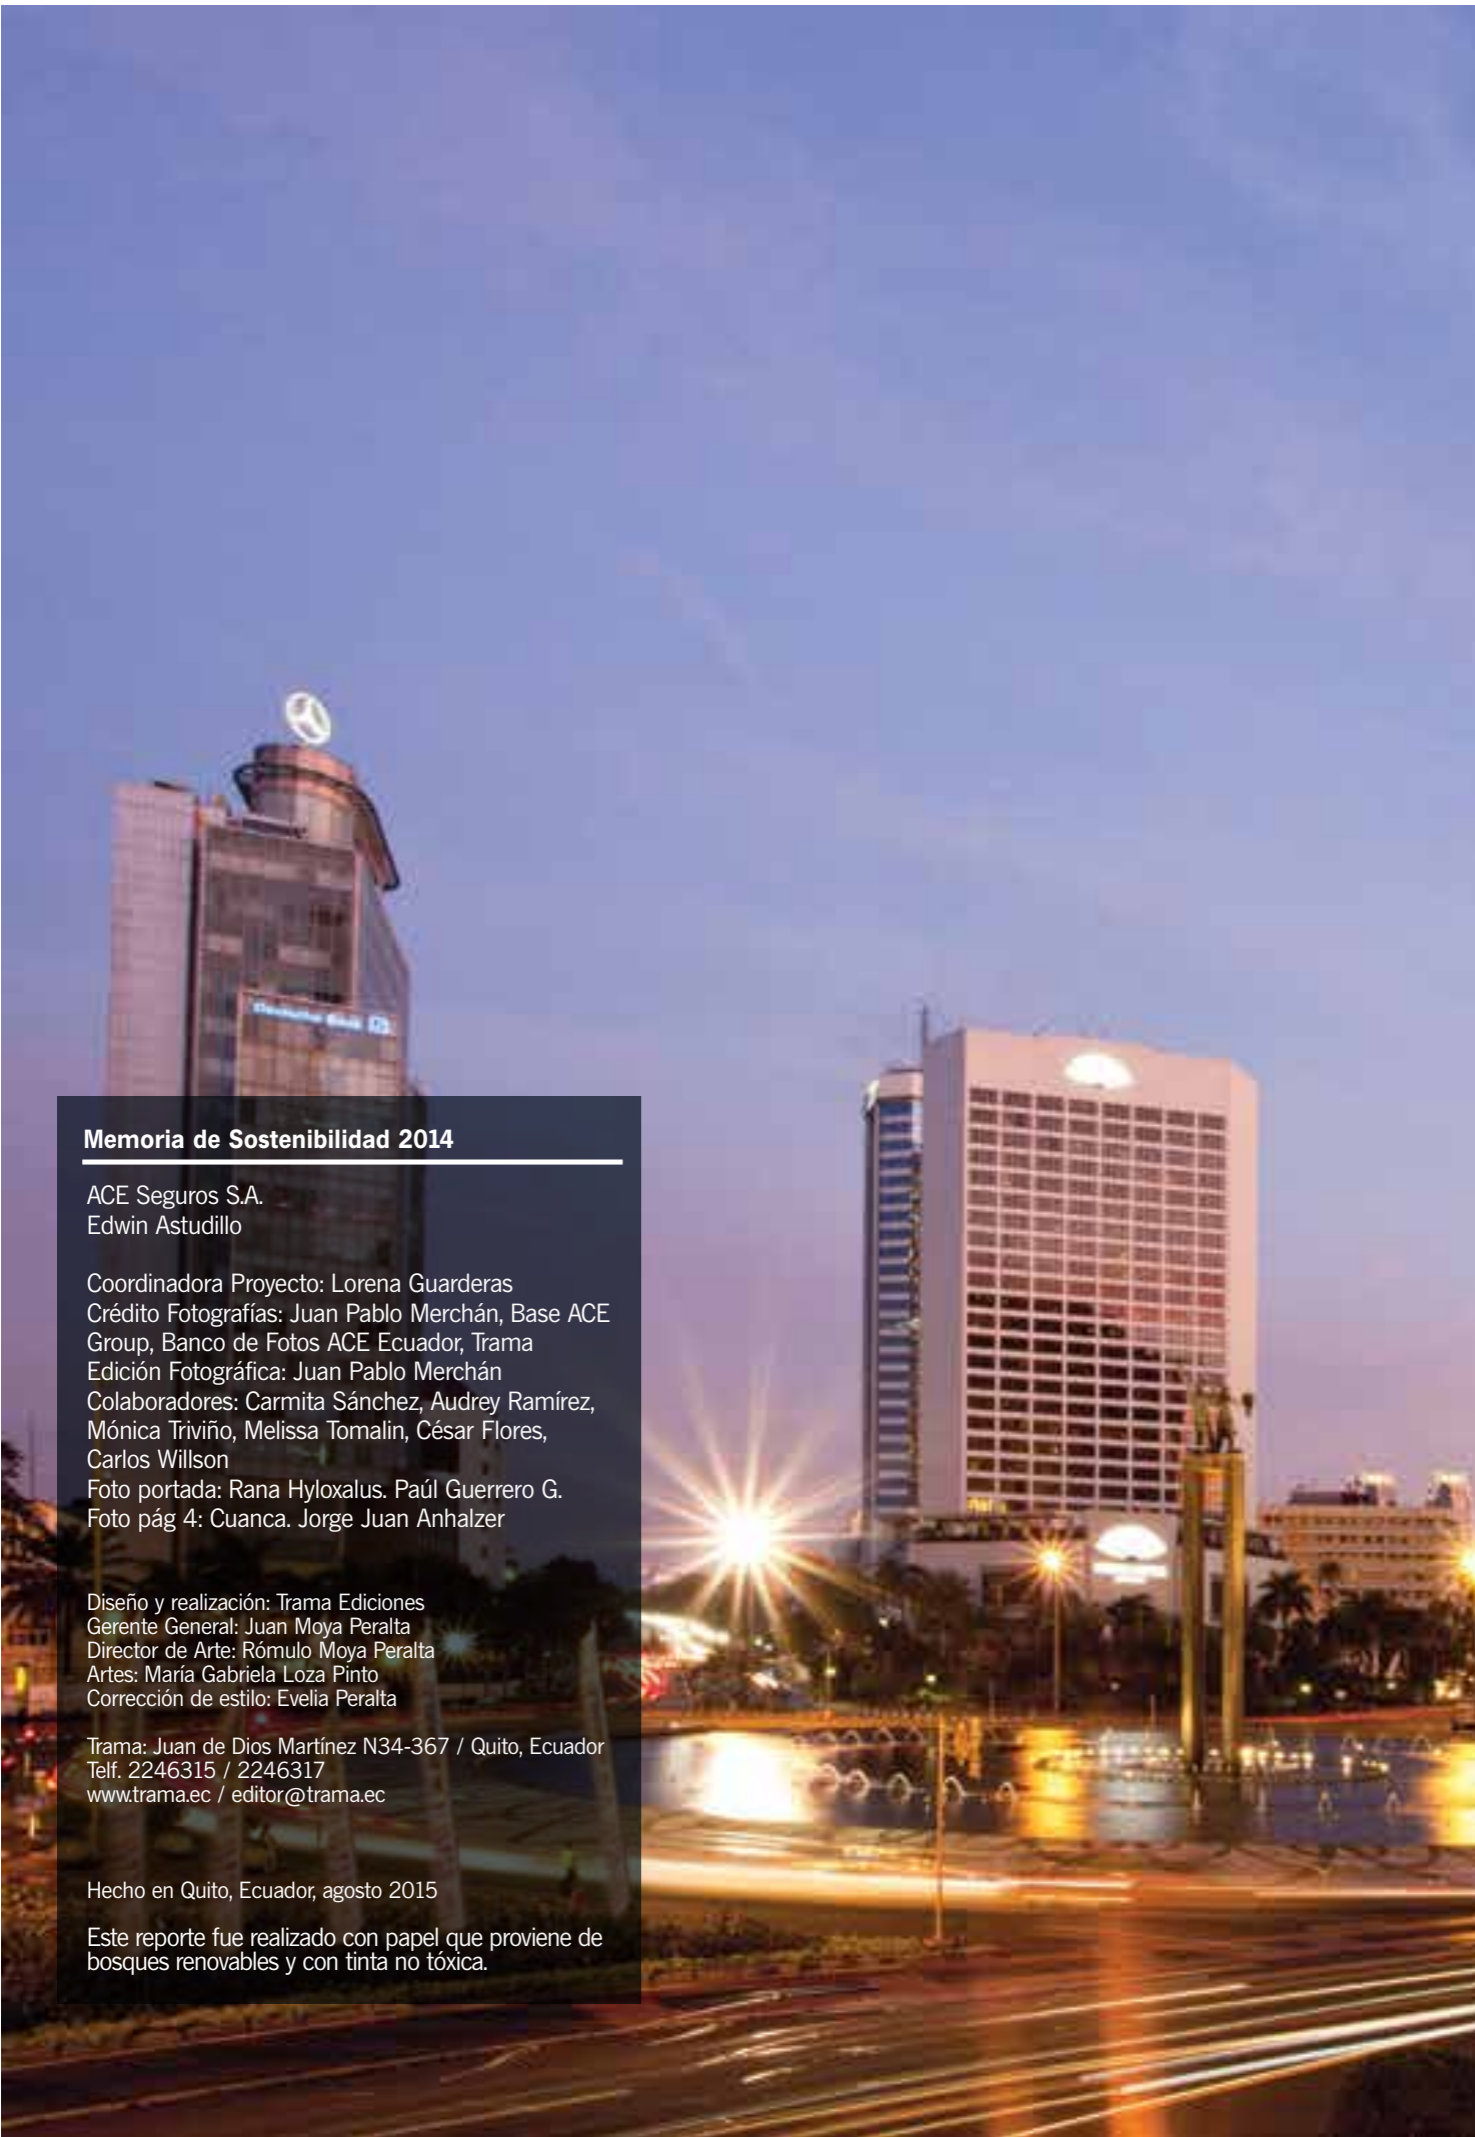 Deutsche Bank
Memoria de Sostenibilidad 2014
ACE Seguros S.A.
Edwin Astudillo
Coordinadora Proyecto: Lorena Guarderas
Crédito Fotografías: Juan Pablo Merchán, Base ACE
Group, Banco de Fotos ACE Ecuador, Trama
Edición Fotográfica: Juan Pablo Merchán
Colaboradores: Carmita Sánchez, Audrey Ramírez,
Mónica Triviño, Melissa Tomalin, César Flores,
Carlos Willson
Foto portada: Rana Hyloxalus. Paúl Guerrero G.
Foto pág 4: Cuanca. Jorge Juan Anhalzer
Diseño y realización: Trama Ediciones
Gerente General: Juan Moya Peralta
Director de Arte: Rómulo Moya Peralta
Artes: María Gabriela Loza Pinto
Corrección de estilo: Evelia Peralta
Trama: Juan de Dios Martínez N34-367 / Quito, Ecuador
Telf. 2246315 / 2246317
www.trama.ec / editor@trama.ec
Hecho en Quito, Ecuador, agosto 2015
Este reporte fue realizado con papel que proviene de
bosques renovables y con tinta no tóxica.